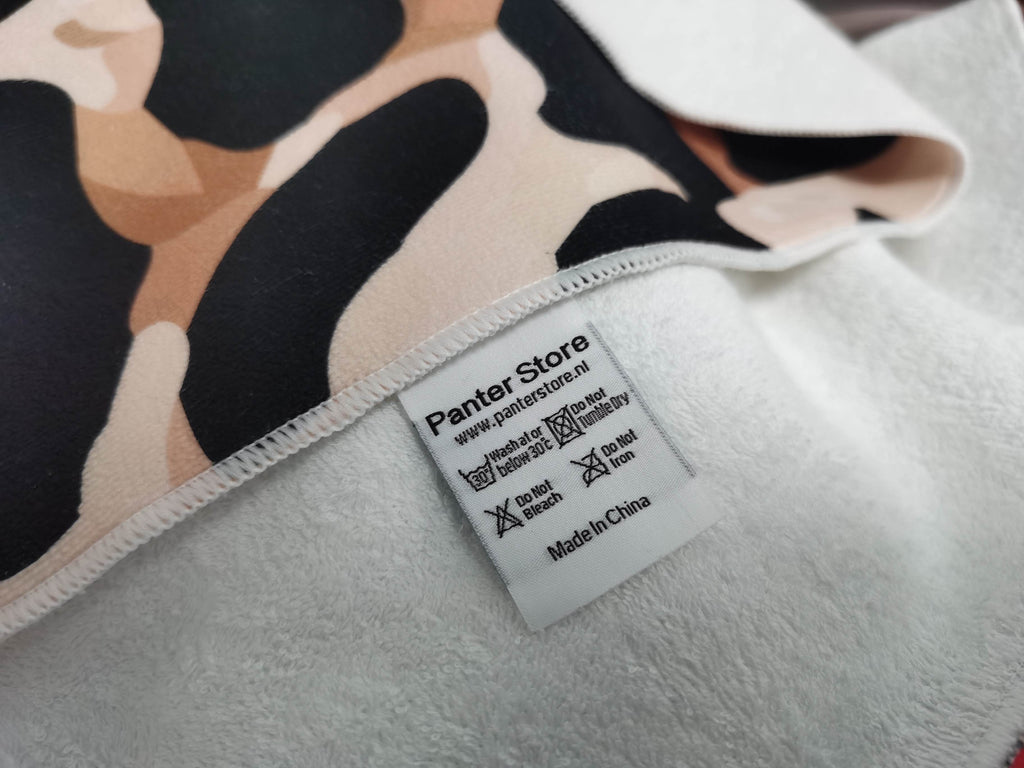 Panter Store
www.panterstore.nl
30°
Wash at or
below 30°C
Do Not
Tumble Dry
Do Not
Bleach
Do Not
Iron
Made In China